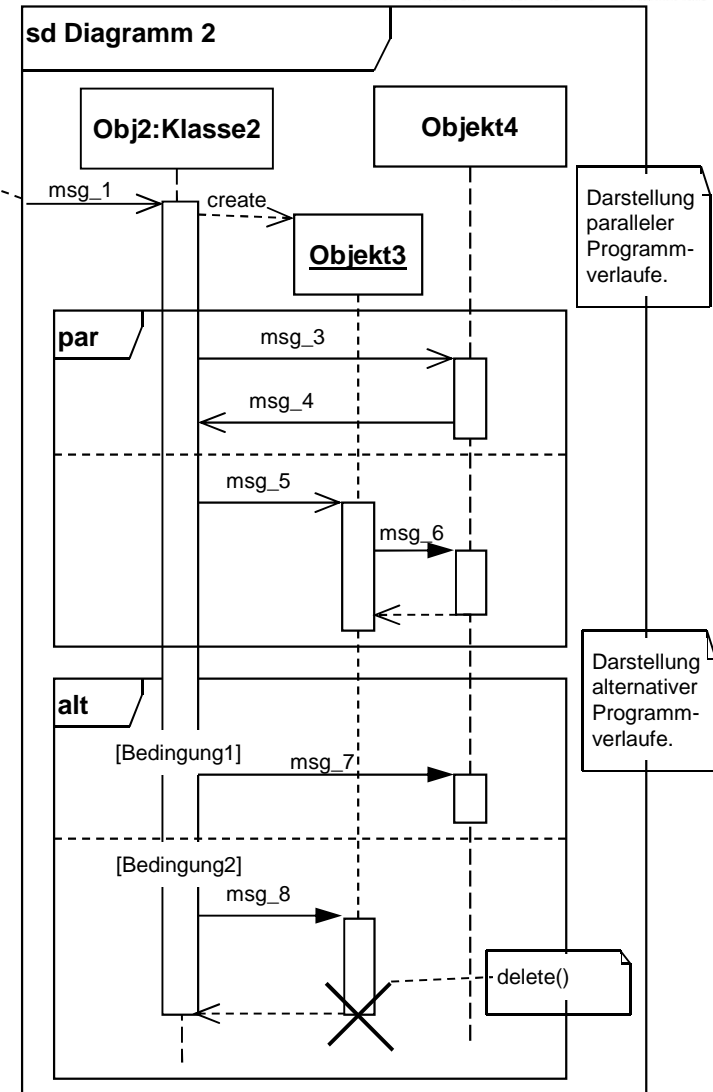 sd Diagramm 2
Obj2:Klasse2
Objekt4
msg_1
create
Objekt3
Darstellung
paralleler
Programm-
verlaufe.
par
msg_3
msg_4
msg_5
msg_6
Darstellung
alternativer
Programm-
verlaufe.
alt
[Bedingung1]
msg_7
[Bedingung2]
msg_8
delete()